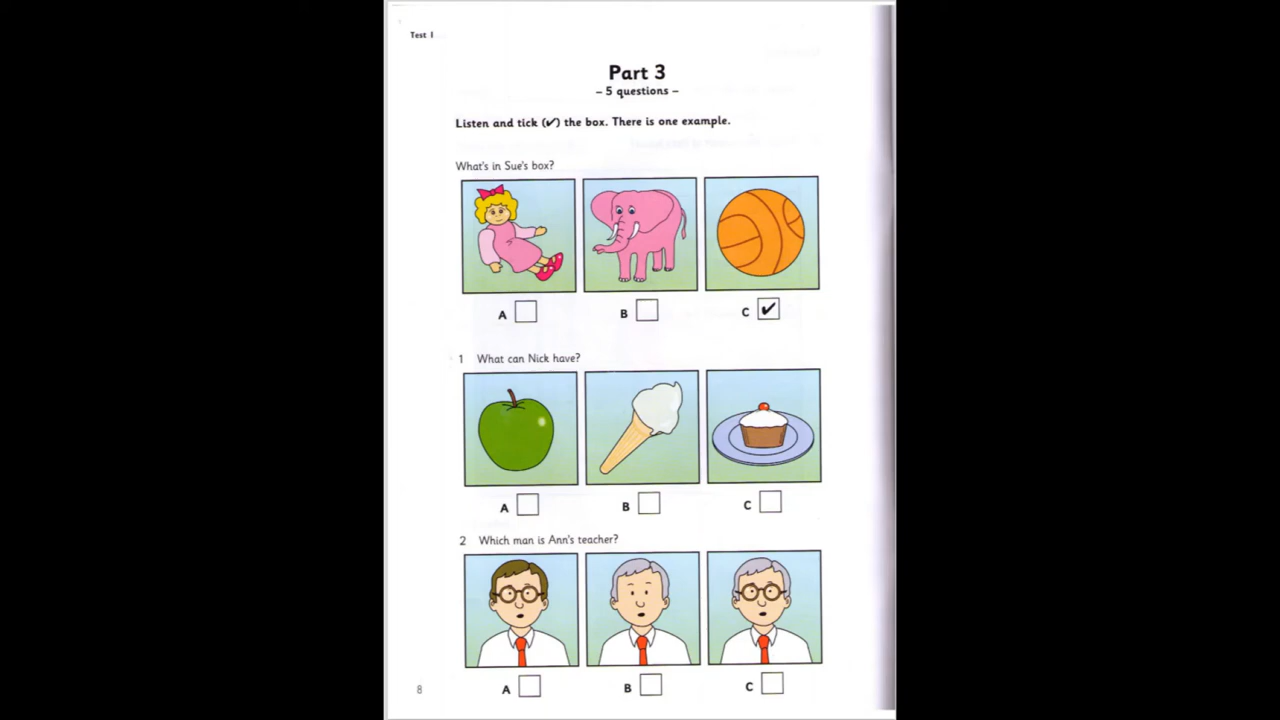 Test 1
Part 3
– 5 questions –
Listen and tick (✔) the box. There is one example.
What's in Sue's box?
A
B
C ✔
1 What can Nick have?
A
B
C
2 Which man is Ann's teacher?
A
B
C
8